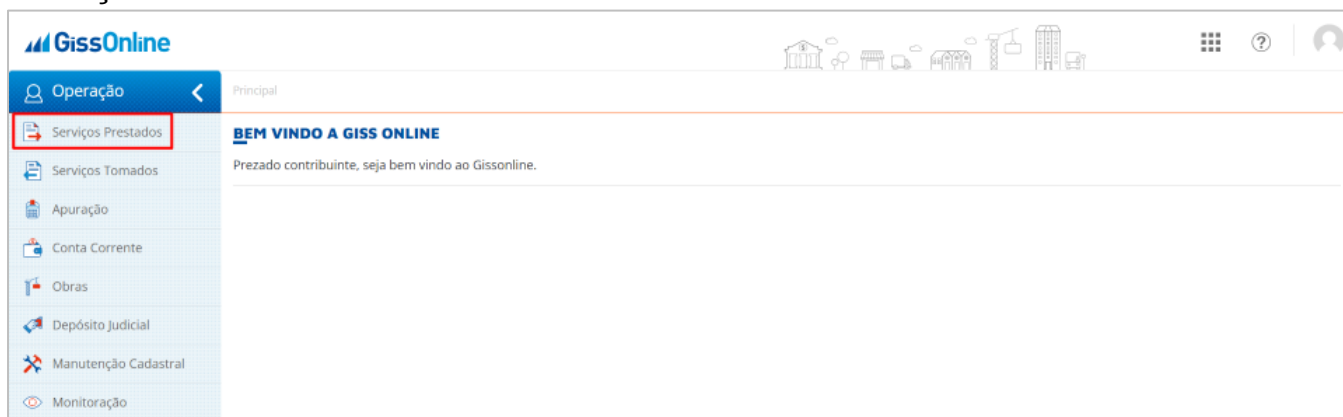 GissOnline
?
Operação
Principal
Serviços Prestados
BEM VINDO A GISS ONLINE
Serviços Tomados
Prezado contribuinte, seja bem vindo ao Gissonline.
Apuração
Conta Corrente
Obras
Depósito Judicial
Manutenção Cadastral
Monitoração